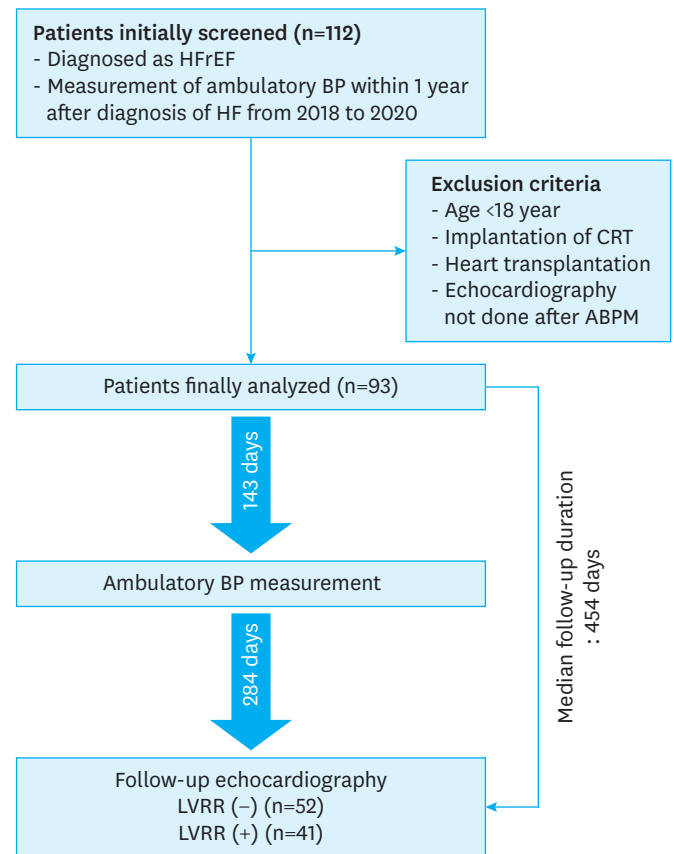 Patients initially screened (n=112)
- Diagnosed as HFrEF
- Measurement of ambulatory BP within 1 year
after diagnosis of HF from 2018 to 2020
Exclusion criteria
- Age <18 year
- Implantation of CRT
- Heart transplantation
- Echocardiography
not done after ABPM
Patients finally analyzed (n=93)
143 days
Ambulatory BP measurement
284 days
Median follow-up duration
: 454 days
Follow-up echocardiography
LVRR (−) (n=52)
LVRR (+) (n=41)